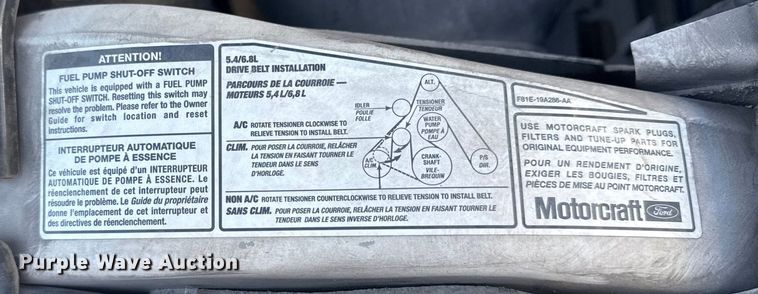 ATTENTION!
FUEL PUMP SHUT-OFF SWITCH
This vehicle is equipped with a FUEL PUMP
SHUT-OFF SWITCH. Resetting this switch may
resolve the problem. Please refer to the Owner
Guide for switch location and reset
instructions.
INTERRUPTEUR AUTOMATIQUE
DE POMPE À ESSENCE
Ce véhicule est équipé d'un INTERRUPTEUR
AUTOMATIQUE DE POMPE À ESSENCE. Le
réenclenchement de cet interrupteur peut
résoudre le problème. Le Guide du propriétaire
donne l'emplacement de cet interrupteur et
des directives de réenclenchement.
5.4/6.8L
DRIVE BELT INSTALLATION
PARCOURS DE LA COURROIE —
MOTEURS 5,4 L/6,8 L
A/C ROTATE TENSIONER CLOCKWISE TO
RELIEVE TENSION TO INSTALL BELT.
CLIM. POUR POSER LA COURROIE, RELÂCHER
LA TENSION EN FAISANT TOURNER LE
TENDEUR DANS LE SENS
D'HORLOGE.
ALT.
IDLER
POULIE
FOLLE
TENSIONER
TENDEUR
WATER
PUMP
POMPE À
EAU
A/C
CLIM.
CRANK-
SHAFT
VILE-
BREQUIN
P/S
DIR.
NON A/C ROTATE TENSIONER COUNTERCLOCKWISE TO RELIEVE TENSION TO INSTALL BELT.
SANS CLIM. POUR POSER LA COURROIE, RELÂCHER LA TENSION EN FAISANT TOURNER LE
TENDEUR DANS LE SENS INVERSE D'HORLOGE.
F81E-19A286-AA
USE MOTORCRAFT SPARK PLUGS,
FILTERS AND TUNE-UP PARTS FOR
ORIGINAL EQUIPMENT PERFORMANCE.
POUR UN RENDEMENT D'ORIGINE,
EXIGER LES BOUGIES, FILTRES ET
PIÈCES DE MISE AU POINT MOTORCRAFT.
Motorcraft Ford
Purple Wave Auction